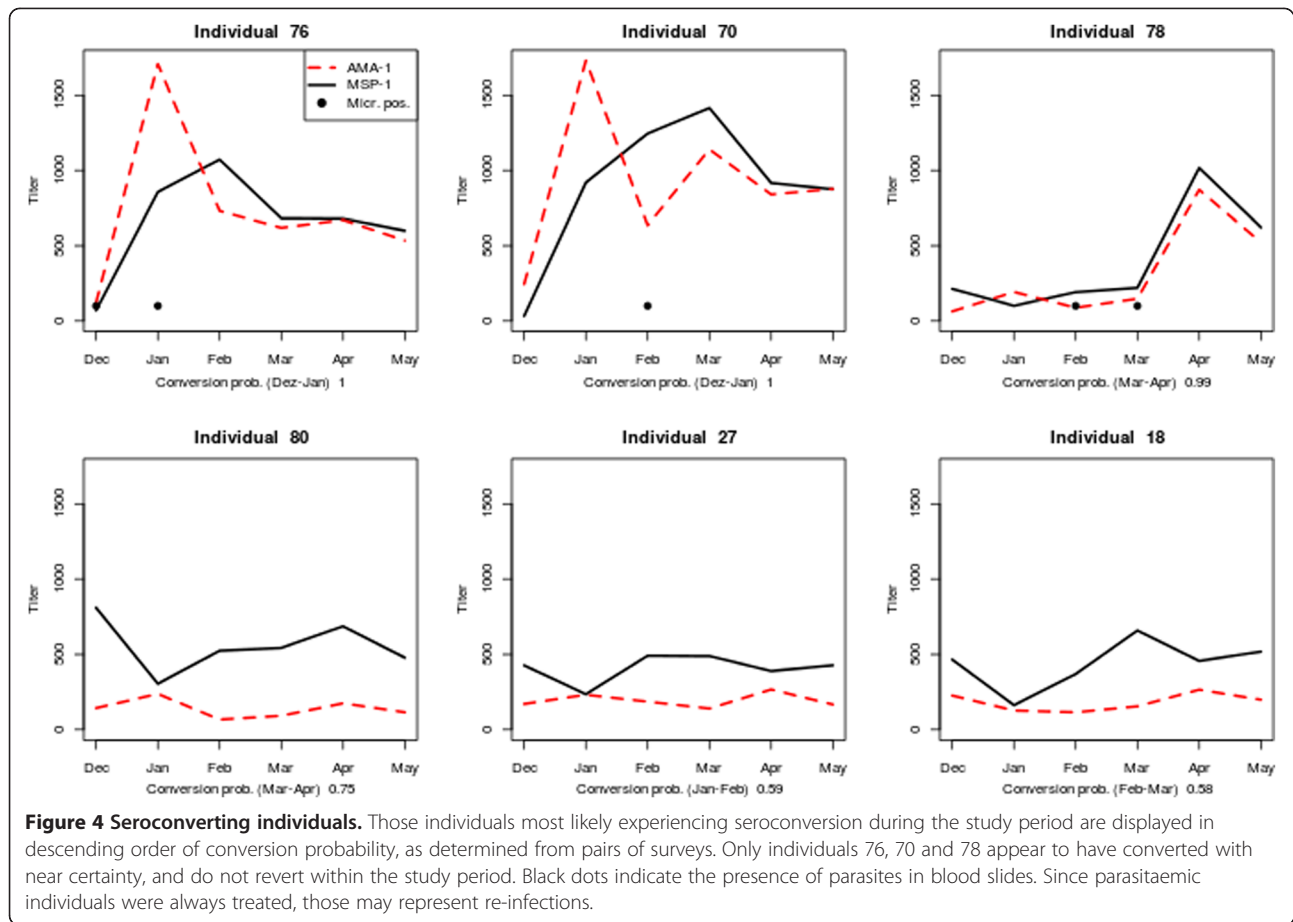 Individual 76
AMA-1
MSP-1
Micr. pos.
Titer
0 500 1000 1500
Dec Jan Feb Mar Apr May
Conversion prob. (Dez-Jan) 1
Individual 70
Titer
0 500 1000 1500
Dec Jan Feb Mar Apr May
Conversion prob. (Dez-Jan) 1
Individual 78
Titer
0 500 1000 1500
Dec Jan Feb Mar Apr May
Conversion prob. (Mar-Apr) 0.99
Individual 80
Titer
0 500 1000 1500
Dec Jan Feb Mar Apr May
Conversion prob. (Mar-Apr) 0.75
Individual 27
Titer
0 500 1000 1500
Dec Jan Feb Mar Apr May
Conversion prob. (Jan-Feb) 0.59
Individual 18
Titer
0 500 1000 1500
Dec Jan Feb Mar Apr May
Conversion prob. (Feb-Mar) 0.58
Figure 4 Seroconverting individuals. Those individuals most likely experiencing seroconversion during the study period are displayed in
descending order of conversion probability, as determined from pairs of surveys. Only individuals 76, 70 and 78 appear to have converted with
near certainty, and do not revert within the study period. Black dots indicate the presence of parasites in blood slides. Since parasitaemic
individuals were always treated, those may represent re-infections.